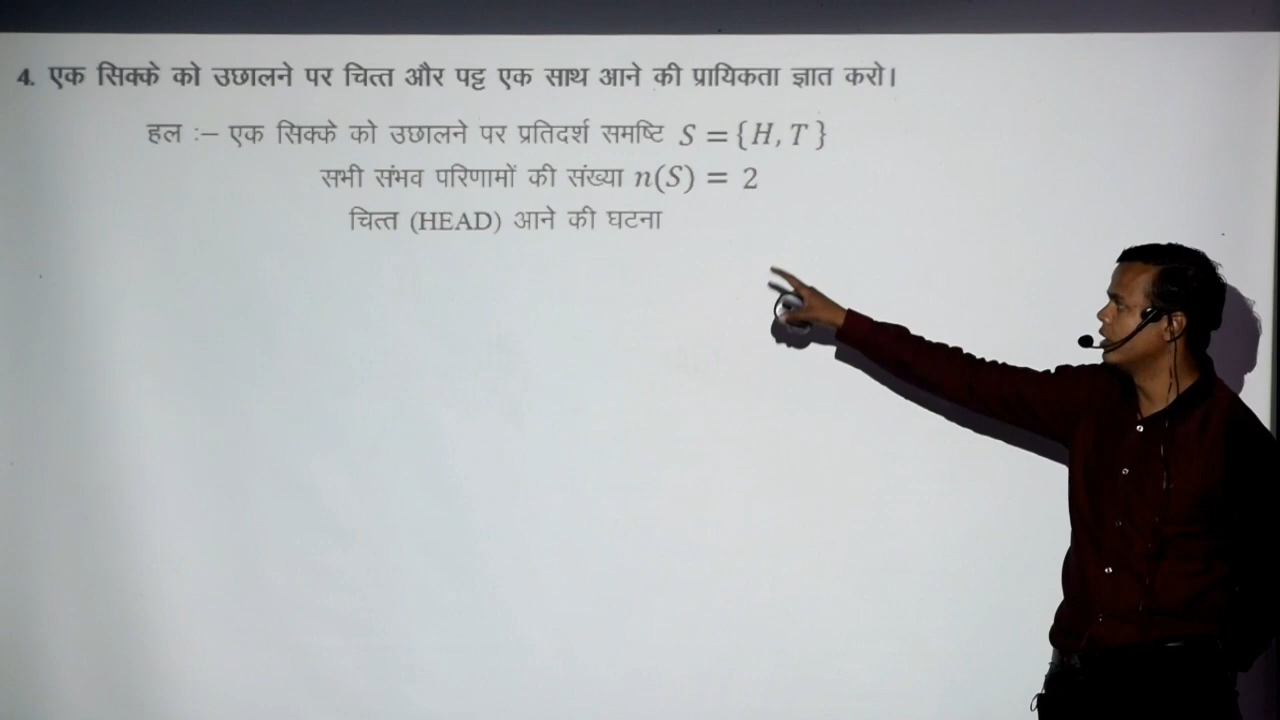 4. एक सिक्के को उछालने पर चित्त और पट्ट एक साथ आने की प्रायिकता ज्ञात करो।
हल :– एक सिक्के को उछालने पर प्रतिदर्श समष्टि S = {H, T }
सभी संभव परिणामों की संख्या n(S) = 2
चित्त (HEAD) आने की घटना